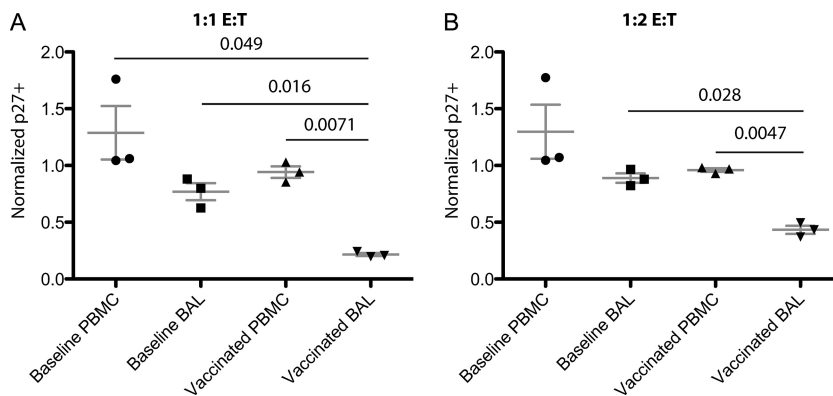 A
1:1 E:T
Normalized p27+
2.0
1.5
1.0
0.5
0.0
0.049
0.016
0.0071
Baseline PBMC
Baseline BAL
Vaccinated PBMC
Vaccinated BAL
B
1:2 E:T
Normalized p27+
2.0
1.5
1.0
0.5
0.0
0.028
0.0047
Baseline PBMC
Baseline BAL
Vaccinated PBMC
Vaccinated BAL